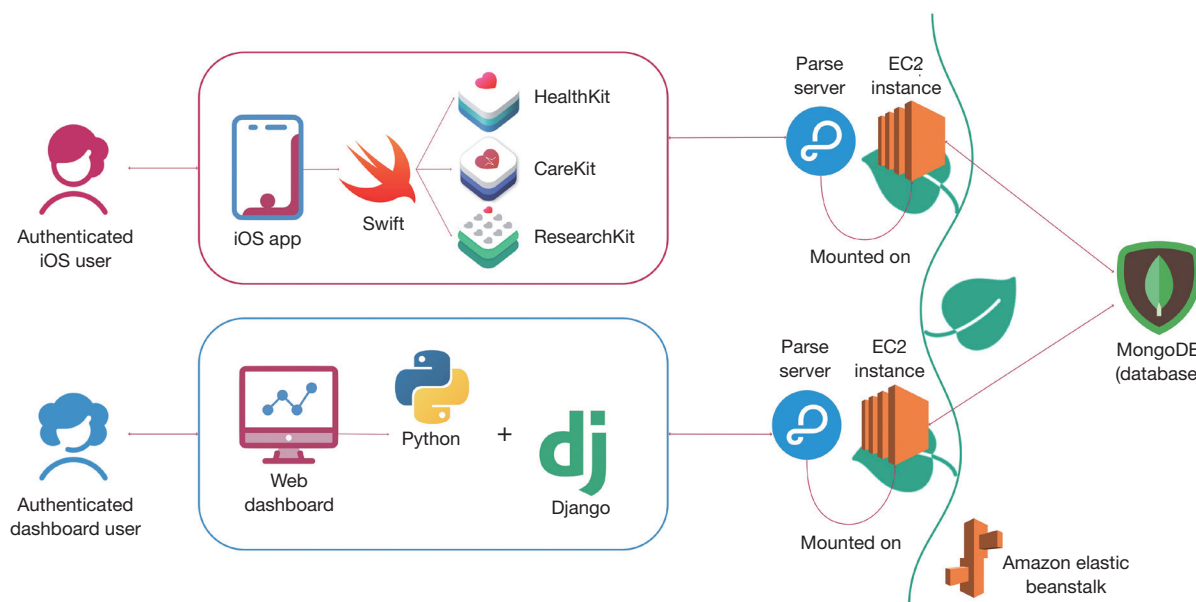 Authenticated
iOS user
iOS app
Swift
HealthKit
CareKit
ResearchKit
Parse
server
EC2
instance
Mounted on
Authenticated
dashboard user
Web
dashboard
Python
+
dj
Django
Parse
server
EC2
instance
Mounted on
MongoDB
(database
Amazon elastic
beanstalk